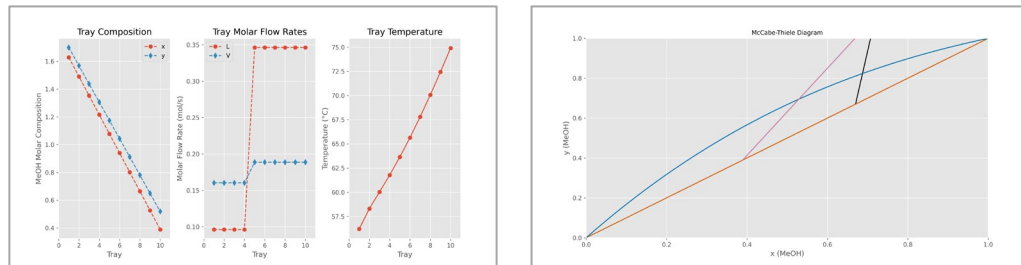 Tray Composition
x
y
MeOH Molar Composition
1.6
1.4
1.2
1.0
0.8
0.6
0.4
0 2 4 6 8 10
Tray
Tray Molar Flow Rates
L
V
Molar Flow Rate (mol/s)
0.35
0.30
0.25
0.20
0.15
0.10
0 2 4 6 8 10
Tray
Tray Temperature
Temperature (°C)
75.0
72.5
70.0
67.5
65.0
62.5
60.0
57.5
0 2 4 6 8 10
Tray
McCabe-Thiele Diagram
y (MeOH)
1.0
0.8
0.6
0.4
0.2
0.0
0.0 0.2 0.4 0.6 0.8 1.0
x (MeOH)